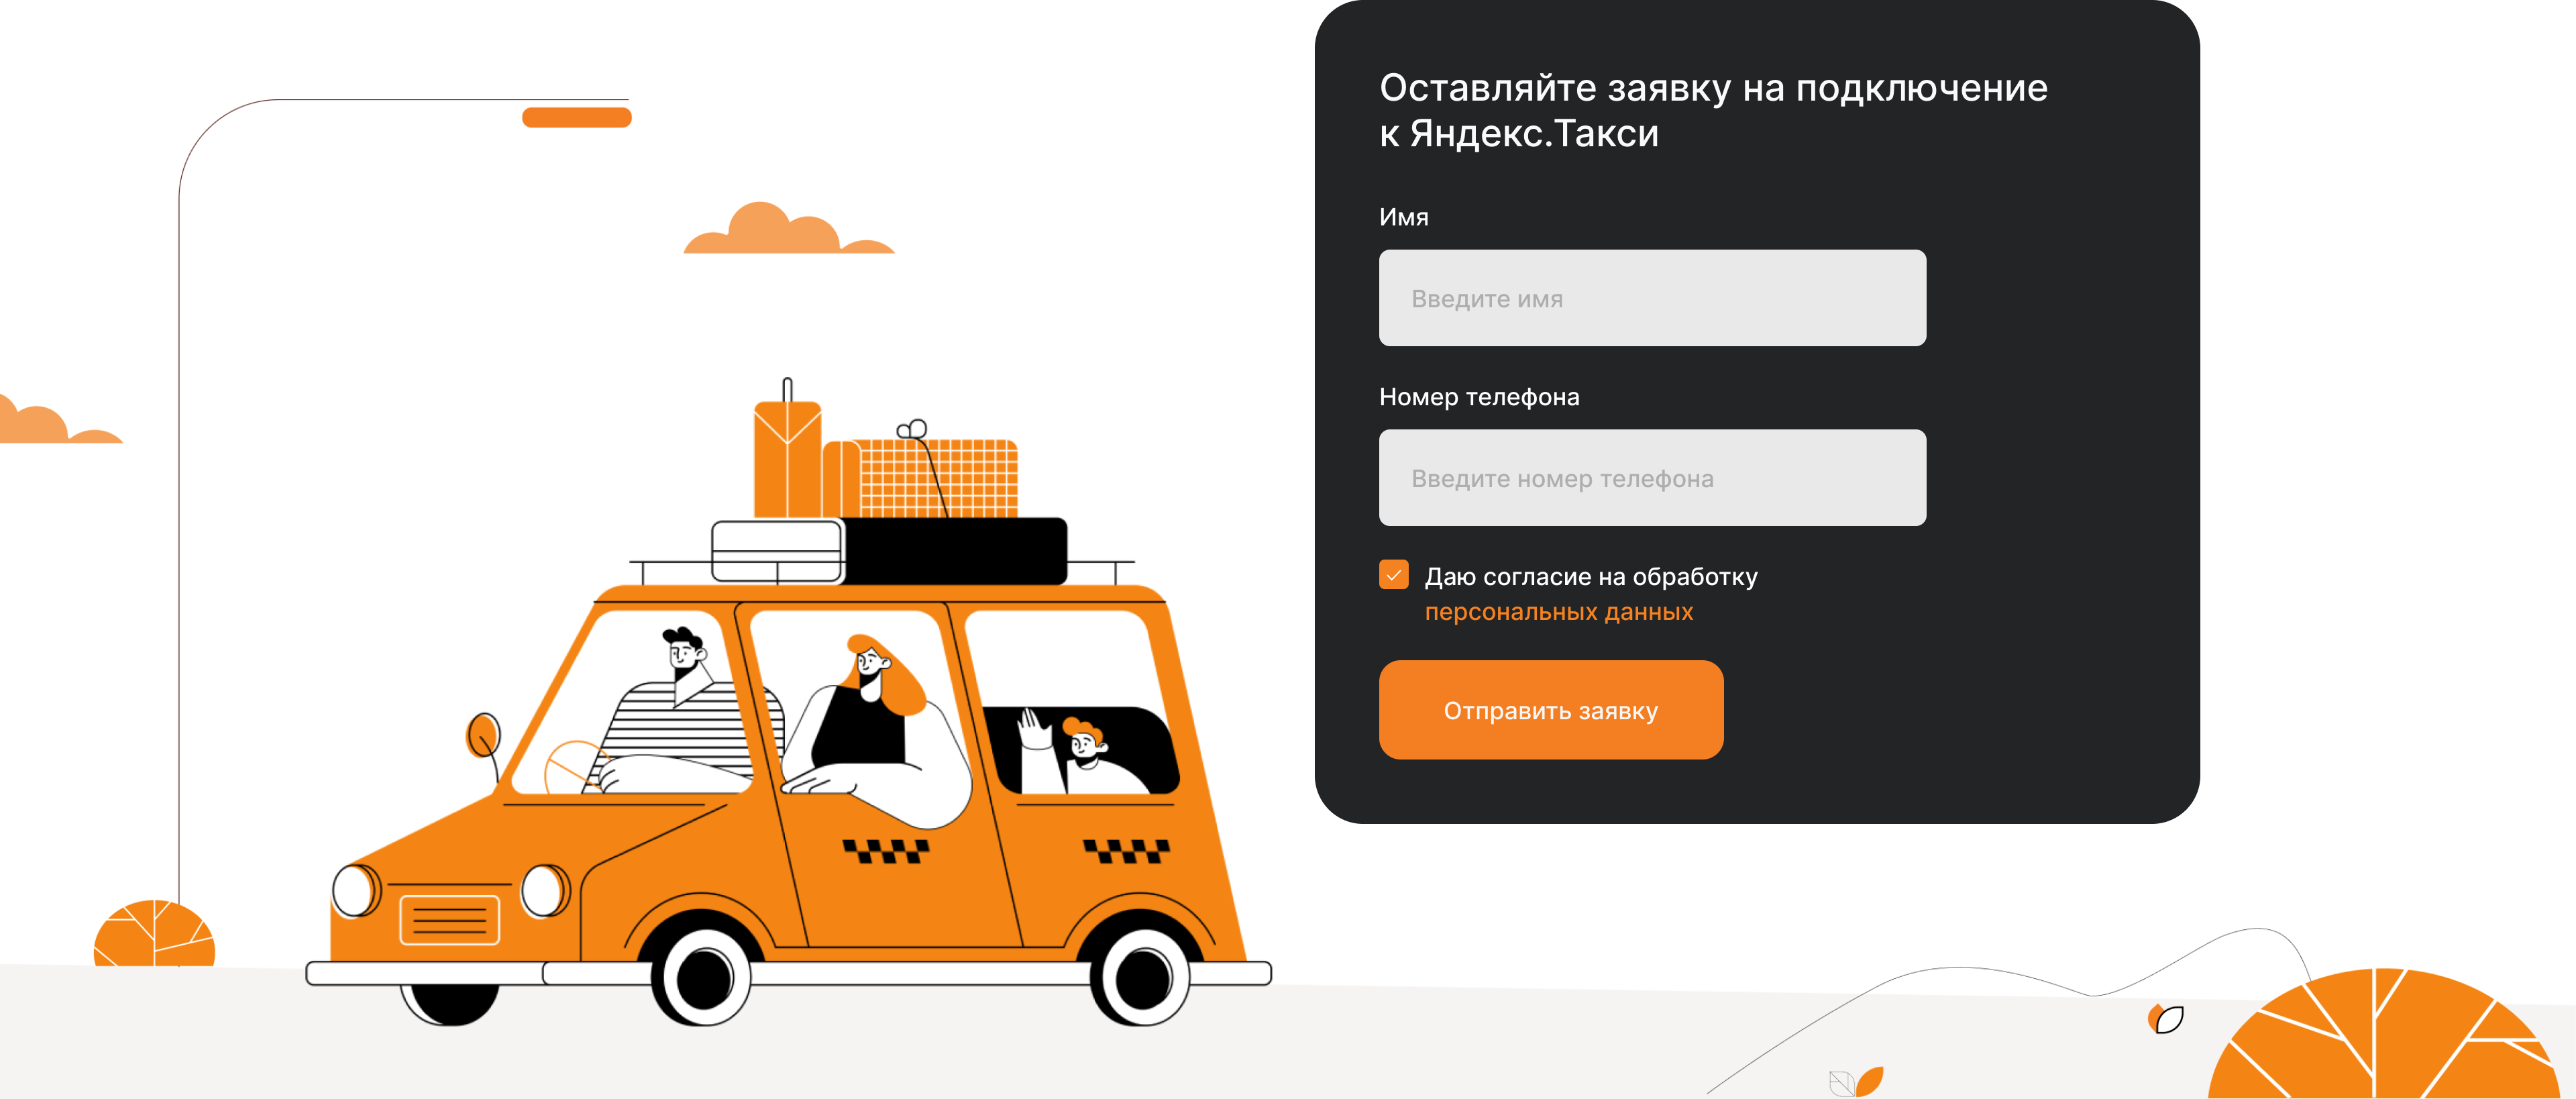 Оставляйте заявку на подключение
к Яндекс.Такси
Имя
Введите имя
Номер телефона
Введите номер телефона
Даю согласие на обработку
персональных данных
Отправить заявку